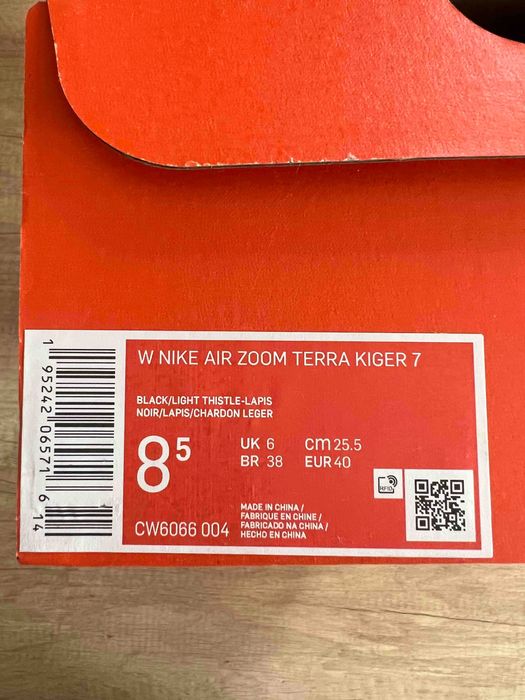 W NIKE AIR ZOOM TERRA KIGER 7
BLACK/LIGHT THISTLE-LAPIS
NOIR/LAPIS/CHARDON LEGER
8 5
UK 6 cm 25.5
BR 38 EUR 40
CW6066 004
MADE IN CHINA /
FABRIQUE EN CHINE /
FABRICADO NA CHINA /
HECHO EN CHINA
RFID
1 95242 06571 6 14